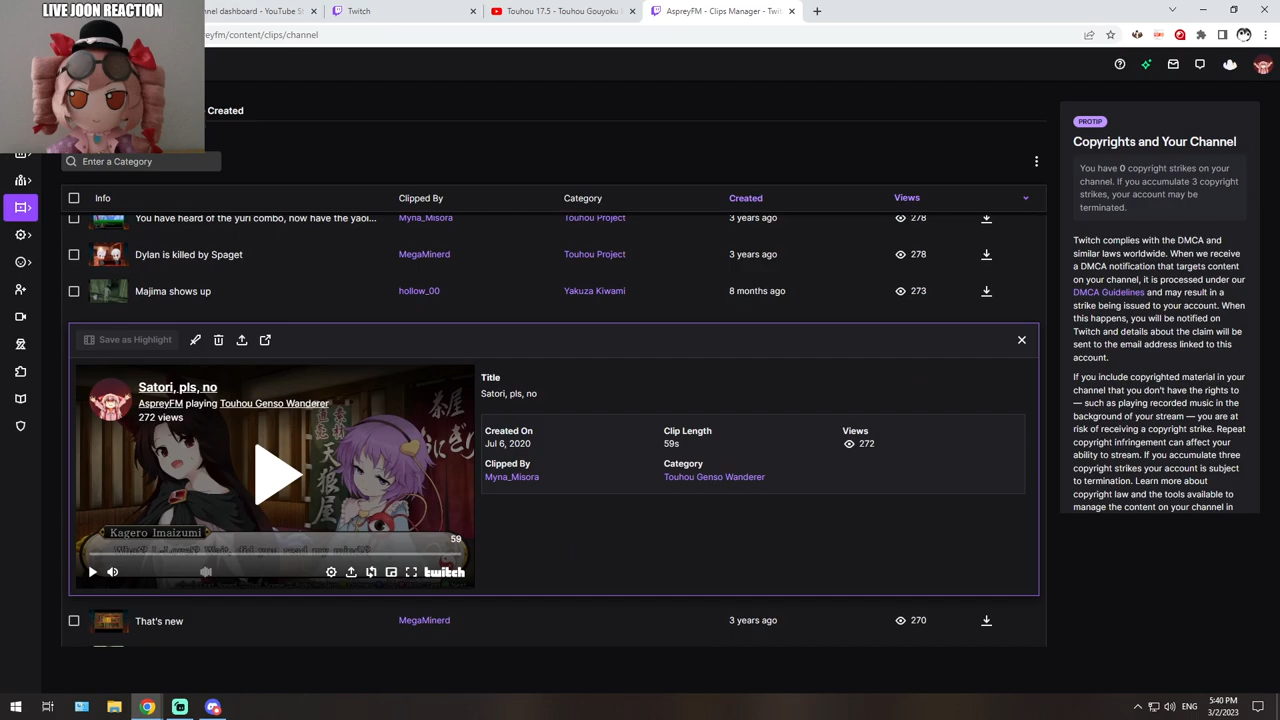 LIVE JOON REACTION
nnel dashboard - YouTube St
Twitch
Touhou 17.5 - Touhou Gouyoku
AspreyFM - Clips Manager - Twit
eyfm/content/clips/channel
Created
Enter a Category
Info
Clipped By
Category
Created
Views
You have heard of the yuri combo, now have the yaoi...
Myna_Misora
Touhou Project
3 years ago
278
Dylan is killed by Spaget
MegaMinerd
Touhou Project
3 years ago
278
Majima shows up
hollow_00
Yakuza Kiwami
8 months ago
273
Save as Highlight
Satori, pls, no
AspreyFM playing Touhou Genso Wanderer
272 views
Kagero Imaizumi
59
twitch
Title
Satori, pls, no
Created On
Clip Length
Views
Jul 6, 2020
59s
272
Clipped By
Category
Myna_Misora
Touhou Genso Wanderer
That's new
MegaMinerd
3 years ago
270
PROTIP
Copyrights and Your Channel
You have 0 copyright strikes on
your channel. If you accumulate 3 copyright
strikes, your account may be
terminated.
Twitch complies with the DMCA and
similar laws worldwide. When we receive
a DMCA notification that targets content
on your channel, it is processed under our
DMCA Guidelines and may result in a
strike being issued to your account. When
this happens, you will be notified on
Twitch and details about the claim will be
sent to the email address linked to this
account.
If you include copyrighted material in your
channel that you don't have the rights to
— such as playing recorded music in the
background of your stream — you are at
risk of receiving a copyright strike. Repeat
copyright infringement can affect your
ability to stream. If you accumulate three
copyright strikes your account is subject to
termination. Learn more about
copyright law and the tools available to
manage the content on your channel in
ENG
5:40 PM
3/2/2023